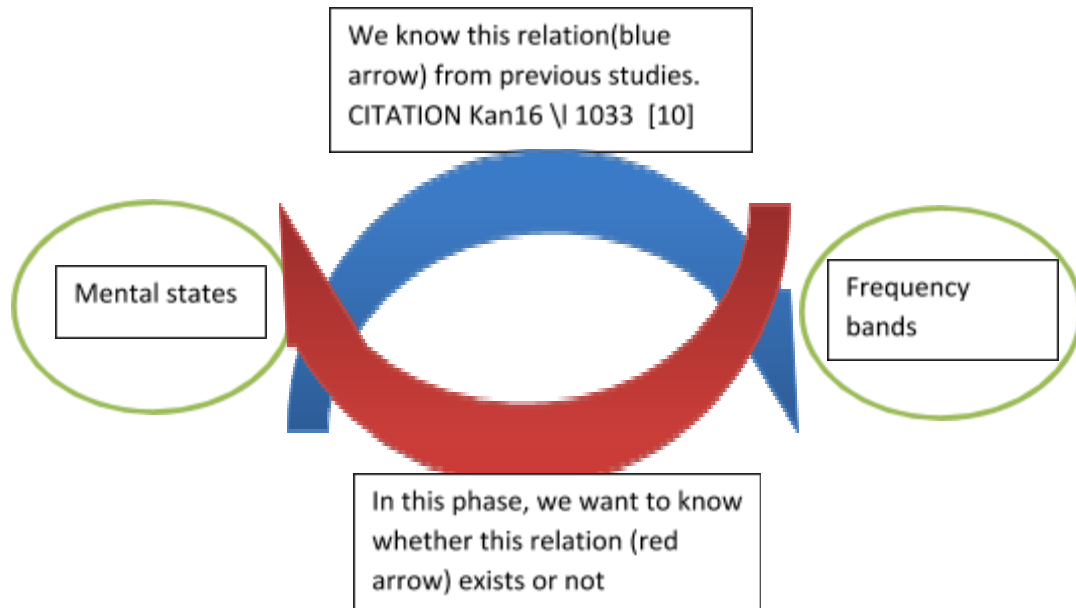 We know this relation(blue
arrow) from previous studies.
CITATION Kan16 \l 1033  [10]
Mental states
Frequency
bands
In this phase, we want to know
whether this relation (red
arrow) exists or not